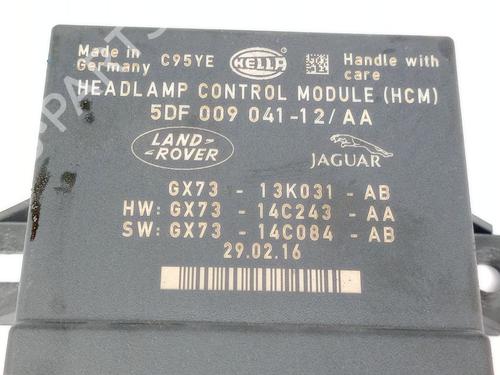 Made in Germany C95YE HELLA Handle with care
HEADLAMP CONTROL MODULE (HCM)
5DF 009 041-12/AA
LAND-ROVER JAGUAR
GX73 - 13K031 - AB
HW: GX73 - 14C243 - AA
SW: GX73 - 14C084 - AB
29.02.16